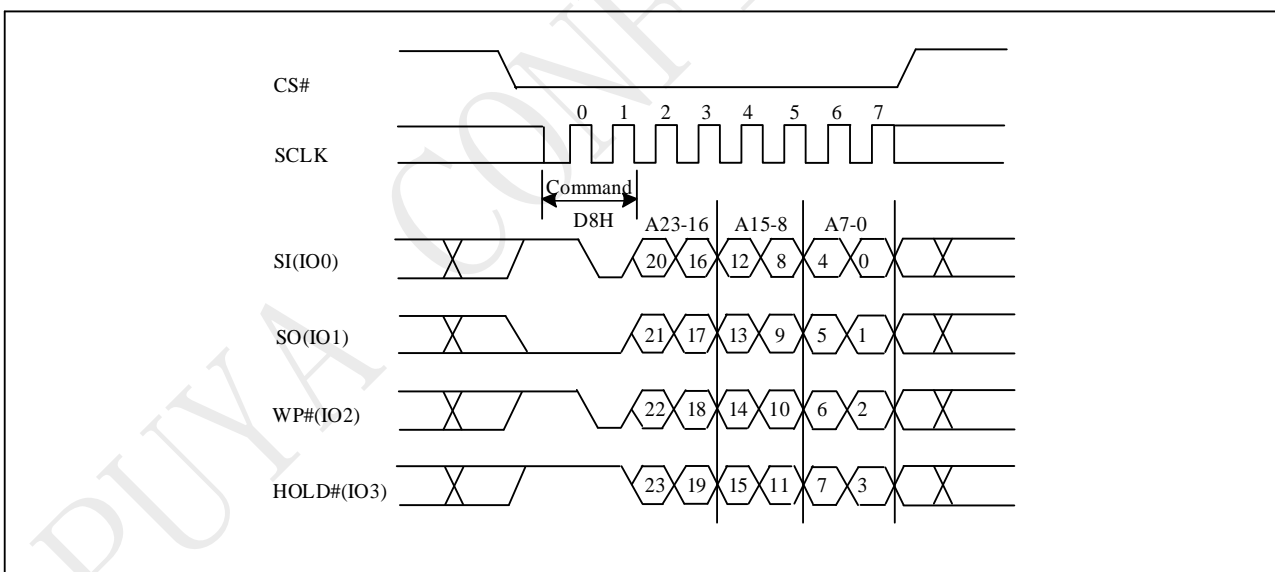 CS#
0 1 2 3 4 5 6 7
SCLK
Command
D8H
A23-16 A15-8 A7-0
SI(IO0) 20 16 12 8 4 0
SO(IO1) 21 17 13 9 5 1
WP#(IO2) 22 18 14 10 6 2
HOLD#(IO3) 23 19 15 11 7 3
PUYA CONF